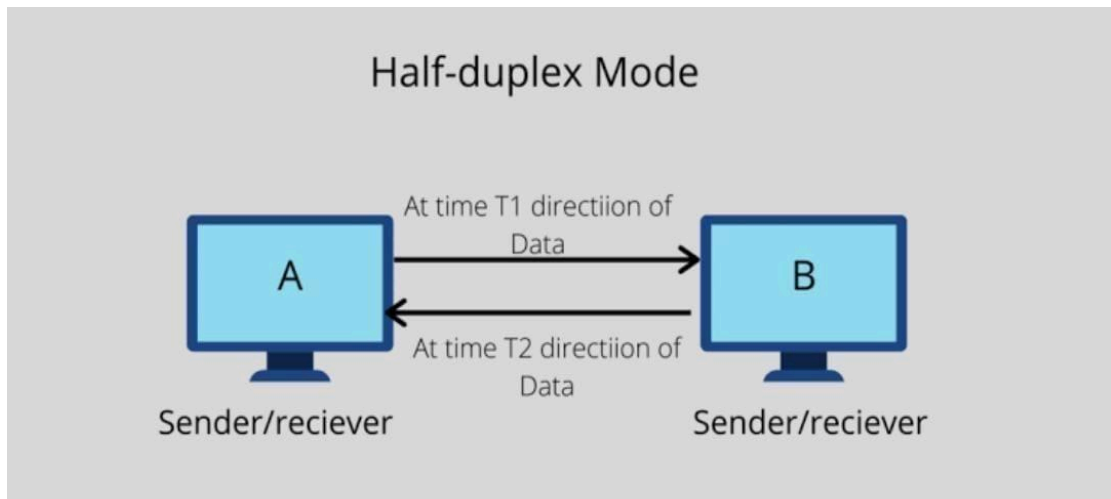 Half-duplex Mode
At time T1 directiion of
Data
A
B
At time T2 directiion of
Data
Sender/reciever
Sender/reciever